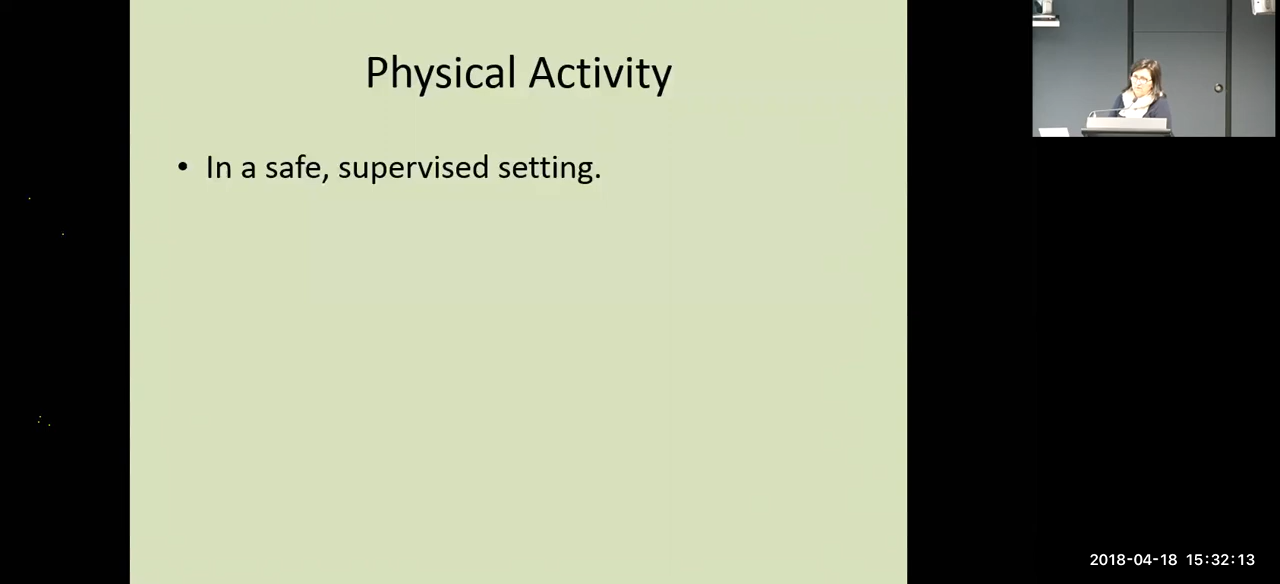 Physical Activity
• In a safe, supervised setting.
2018-04-18 15:32:13